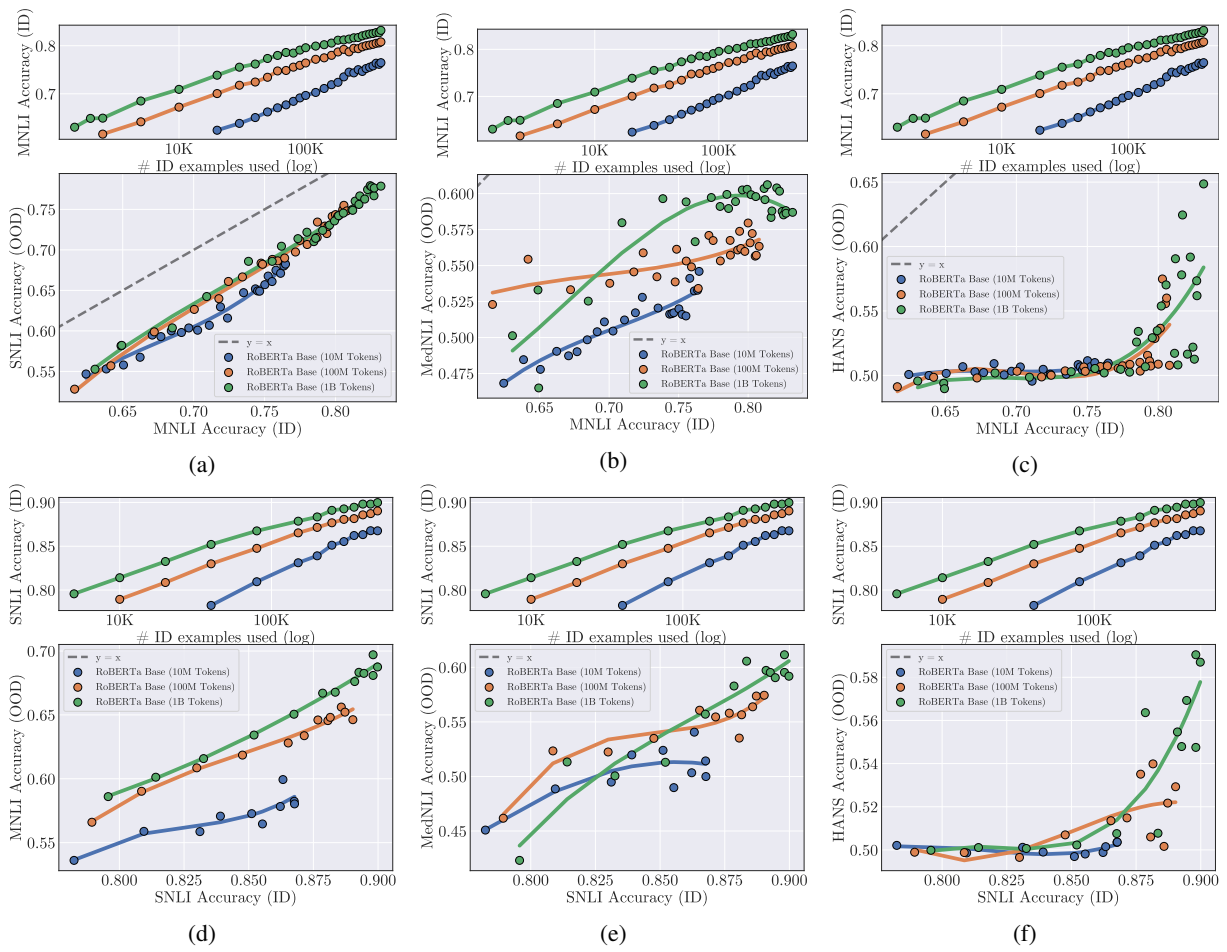 MNLI Accuracy (ID)
0.8
0.7
10K 100K
# ID examples used (log)
SNLI Accuracy (OOD)
0.75
0.70
0.65
0.60
0.55
y = x
RoBERTa Base (10M Tokens)
RoBERTa Base (100M Tokens)
RoBERTa Base (1B Tokens)
0.65 0.70 0.75 0.80
MNLI Accuracy (ID)
(a)
MNLI Accuracy (ID)
0.8
0.7
10K 100K
# ID examples used (log)
MedNLI Accuracy (OOD)
0.600
0.575
0.550
0.525
0.500
0.475
y = x
RoBERTa Base (10M Tokens)
RoBERTa Base (100M Tokens)
RoBERTa Base (1B Tokens)
0.65 0.70 0.75 0.80
MNLI Accuracy (ID)
(b)
MNLI Accuracy (ID)
0.8
0.7
10K 100K
# ID examples used (log)
HANS Accuracy (OOD)
0.65
0.60
0.55
0.50
y = x
RoBERTa Base (10M Tokens)
RoBERTa Base (100M Tokens)
RoBERTa Base (1B Tokens)
0.65 0.70 0.75 0.80
MNLI Accuracy (ID)
(c)
SNLI Accuracy (ID)
0.90
0.85
0.80
10K 100K
# ID examples used (log)
MNLI Accuracy (OOD)
0.70
0.65
0.60
0.55
y = x
RoBERTa Base (10M Tokens)
RoBERTa Base (100M Tokens)
RoBERTa Base (1B Tokens)
0.800 0.825 0.850 0.875 0.900
SNLI Accuracy (ID)
(d)
SNLI Accuracy (ID)
0.90
0.85
0.80
10K 100K
# ID examples used (log)
MedNLI Accuracy (OOD)
0.60
0.55
0.50
0.45
y = x
RoBERTa Base (10M Tokens)
RoBERTa Base (100M Tokens)
RoBERTa Base (1B Tokens)
0.800 0.825 0.850 0.875 0.900
SNLI Accuracy (ID)
(e)
SNLI Accuracy (ID)
0.90
0.85
0.80
10K 100K
# ID examples used (log)
HANS Accuracy (OOD)
0.58
0.56
0.54
0.52
0.50
y = x
RoBERTa Base (10M Tokens)
RoBERTa Base (100M Tokens)
RoBERTa Base (1B Tokens)
0.800 0.825 0.850 0.875 0.900
SNLI Accuracy (ID)
(f)